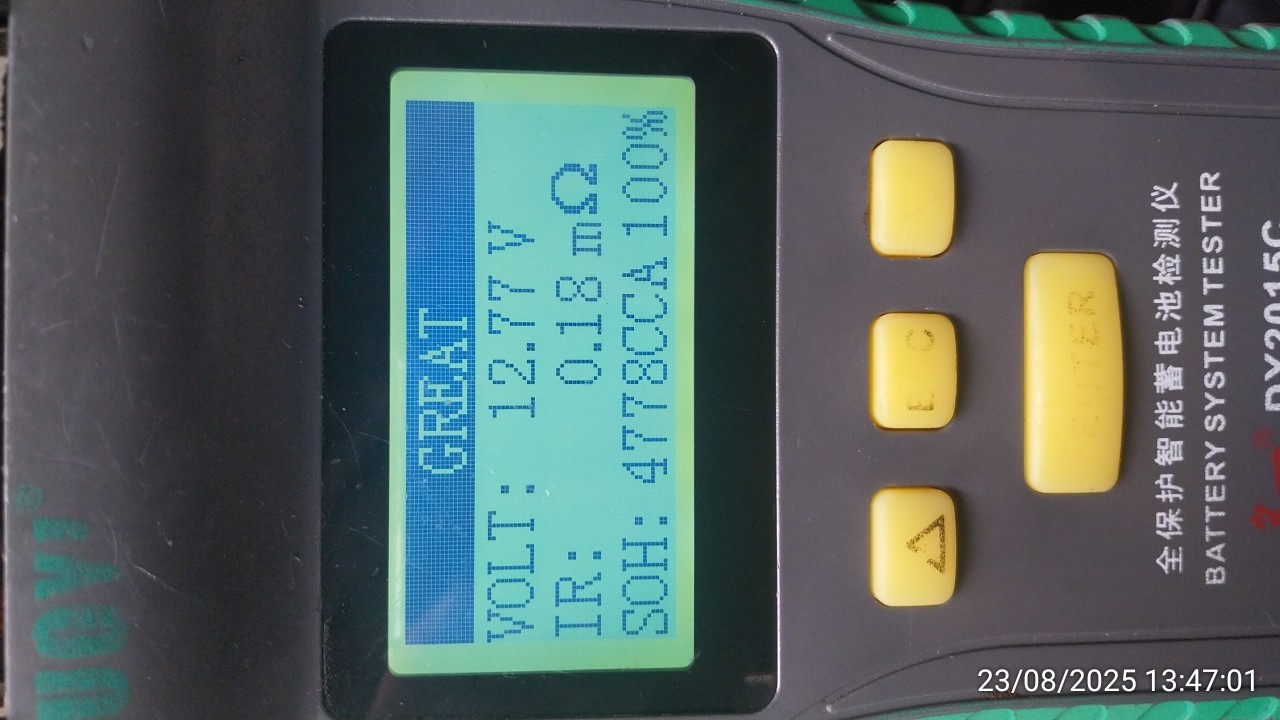 GREAT
VOLT: 12.77 V
IR: 0.18 mΩ
SOH: 4778CCA 100%
L C
ENTER
全保护智能蓄电池检测仪
BATTERY SYSTEM TESTER
DY2015C
23/08/2025 13:47:01